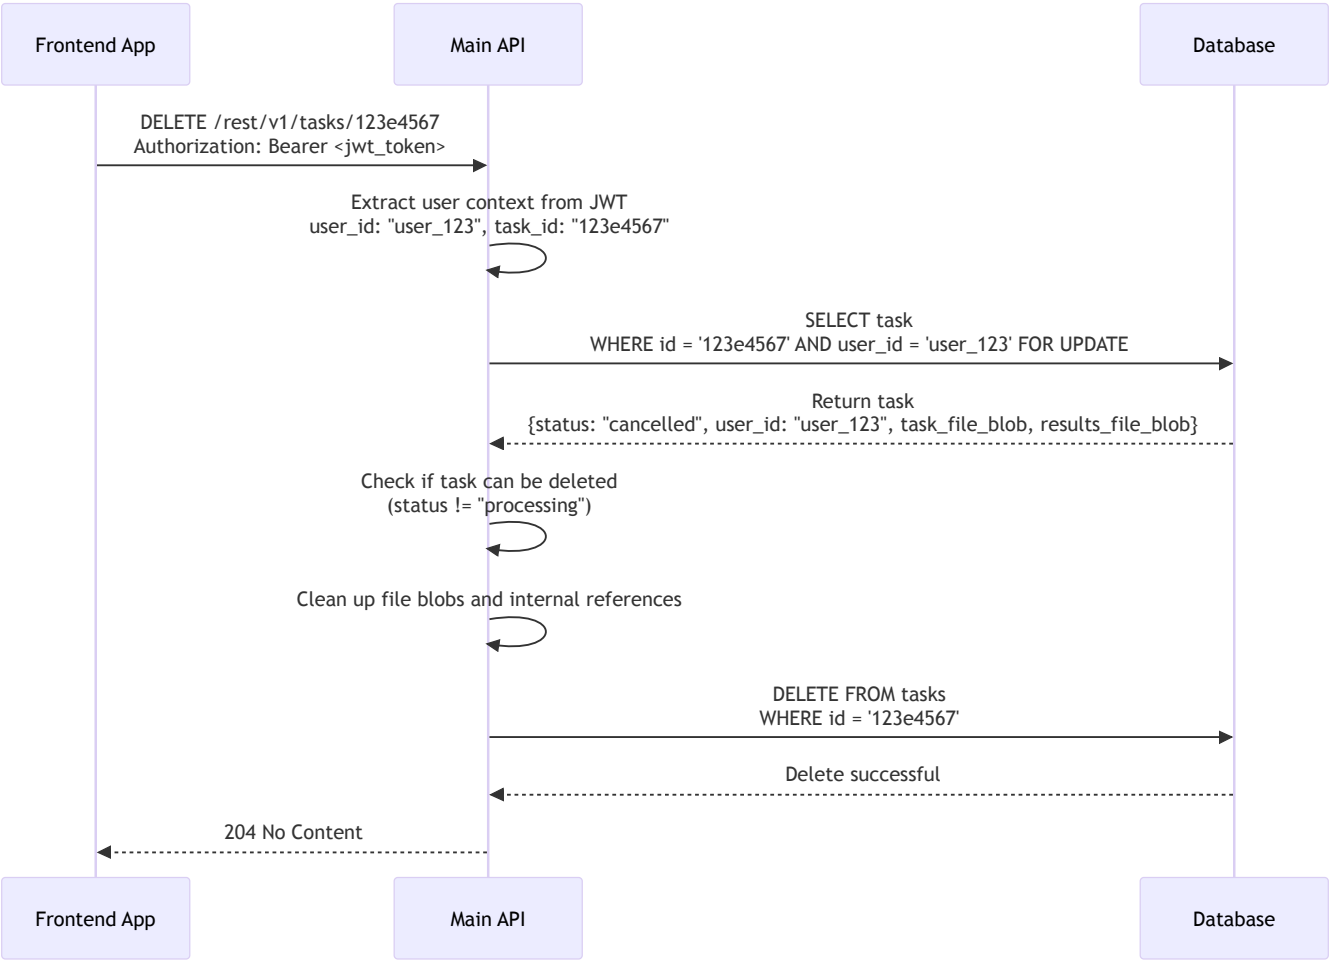 Frontend App
Main API
Database
DELETE /rest/v1/tasks/123e4567
Authorization: Bearer <jwt_token>
Extract user context from JWT
user_id: "user_123", task_id: "123e4567"
SELECT task
WHERE id = '123e4567' AND user_id = 'user_123' FOR UPDATE
Return task
{status: "cancelled", user_id: "user_123", task_file_blob, results_file_blob}
Check if task can be deleted
(status != "processing")
Clean up file blobs and internal references
DELETE FROM tasks
WHERE id = '123e4567'
Delete successful
204 No Content
Frontend App
Main API
Database